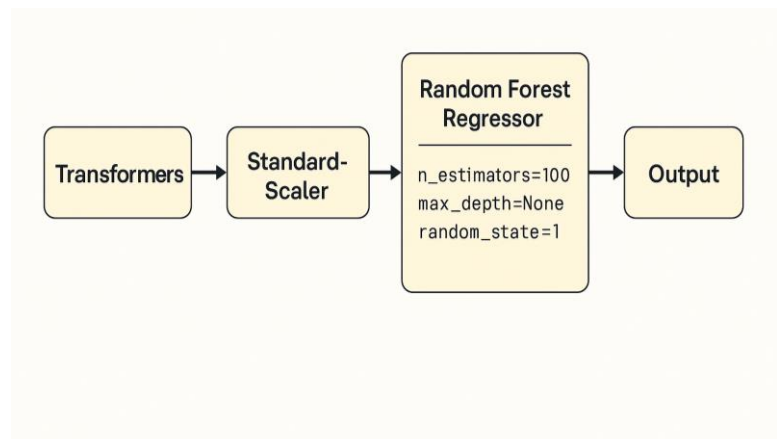 Transformers
Standard-
Scaler
Random Forest
Regressor
n_estimators=100
max_depth=None
random_state=1
Output